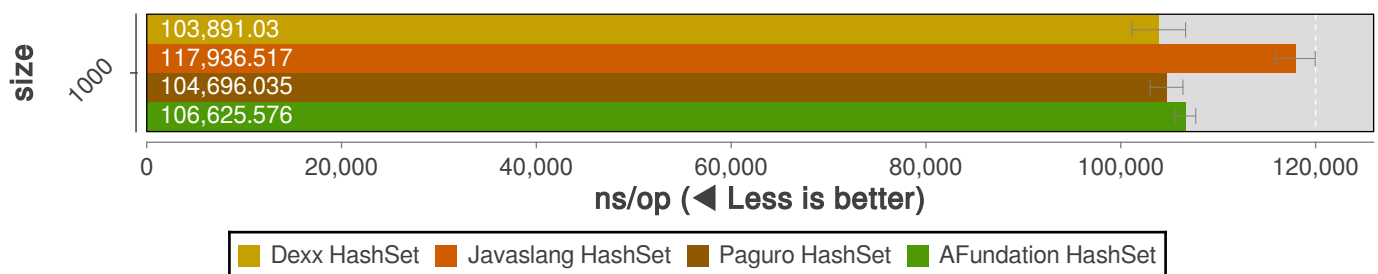 size
1000
103,891.03
117,936.517
104,696.035
106,625.576
0 20,000 40,000 60,000 80,000 100,000 120,000
ns/op (◀ Less is better)
Dexx HashSet Javaslang HashSet Paguro HashSet AFundation HashSet